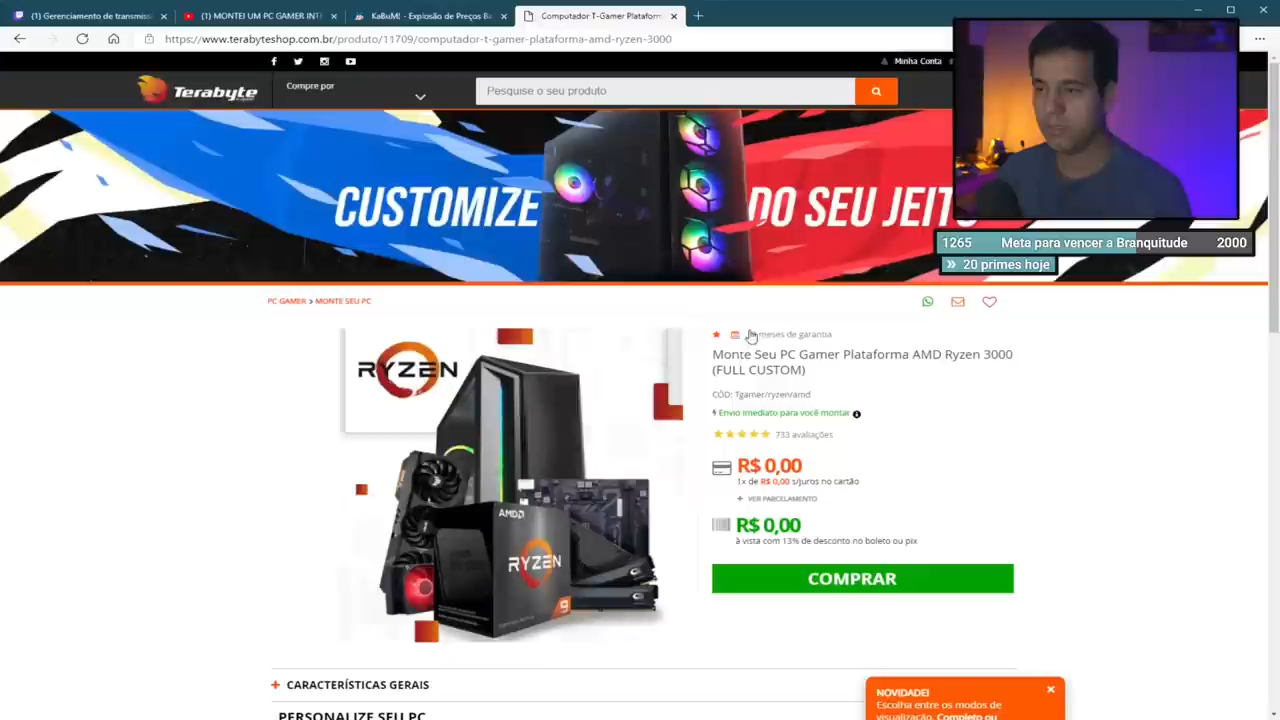 (1) Gerenciamento de transmiss
(1) MONTEI UM PC GAMER INT
KaBuM! - Explosão de Preços Ba
Computador T-Gamer Plataform
https://www.terabyteshop.com.br/produto/11709/computador-t-gamer-plataforma-amd-ryzen-3000
Minha Conta
Terabyte
Compre por
Pesquise o seu produto
CUSTOMIZE DO SEU JEITO
1265 Meta para vencer a Branquitude 2000
» 20 primes hoje
PC GAMER > MONTE SEU PC
meses de garantia
Monte Seu PC Gamer Plataforma AMD Ryzen 3000
(FULL CUSTOM)
CÓD: Tgamer/ryzen/amd
Envio imediato para você montar
733 avaliações
R$ 0,00
1x de R$ 0,00 s/juros no cartão
+ VER PARCELAMENTO
R$ 0,00
à vista com 13% de desconto no boleto ou pix
COMPRAR
RYZEN
AMD
RYZEN
9
+ CARACTERÍSTICAS GERAIS
PERSONALIZE SEU PC
NOVIDADE!
Escolha entre os modos de
visualização. Completo ou